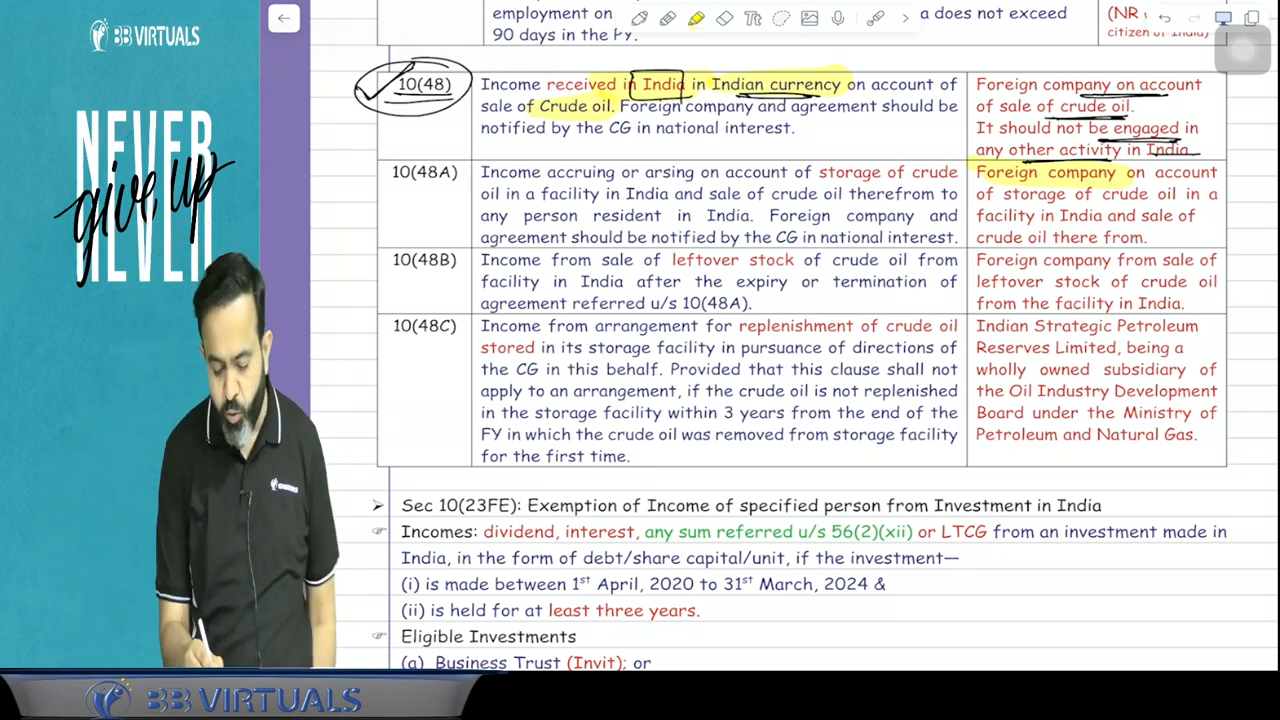 BB VIRTUALS
NEVER
give up
NEVER
employment on
a does not exceed
90 days in the FY.
(NR
citizen of India)
10(48)
Income received in India in Indian currency on account of
sale of Crude oil. Foreign company and agreement should be
notified by the CG in national interest.
Foreign company on account
of sale of crude oil.
It should not be engaged in
any other activity in India
10(48A)
Income accruing or arsing on account of storage of crude
oil in a facility in India and sale of crude oil therefrom to
any person resident in India. Foreign company and
agreement should be notified by the CG in national interest.
Foreign company on account
of storage of crude oil in a
facility in India and sale of
crude oil there from.
10(48B)
Income from sale of leftover stock of crude oil from
facility in India after the expiry or termination of
agreement referred u/s 10(48A).
Foreign company from sale of
leftover stock of crude oil
from the facility in India.
10(48C)
Income from arrangement for replenishment of crude oil
stored in its storage facility in pursuance of directions of
the CG in this behalf. Provided that this clause shall not
apply to an arrangement, if the crude oil is not replenished
in the storage facility within 3 years from the end of the
FY in which the crude oil was removed from storage facility
for the first time.
Indian Strategic Petroleum
Reserves Limited, being a
wholly owned subsidiary of
the Oil Industry Development
Board under the Ministry of
Petroleum and Natural Gas.
➢ Sec 10(23FE): Exemption of Income of specified person from Investment in India
☞ Incomes: dividend, interest, any sum referred u/s 56(2)(xii) or LTCG from an investment made in
India, in the form of debt/share capital/unit, if the investment—
(i) is made between 1st April, 2020 to 31st March, 2024 &
(ii) is held for at least three years.
☞ Eligible Investments
(a) Business Trust (Invit); or
BB VIRTUALS